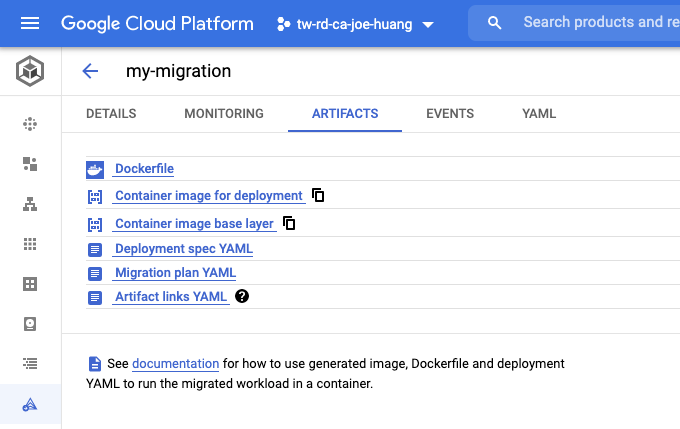 Google Cloud Platform tw-rd-ca-joe-huang Search products and re
my-migration
DETAILS MONITORING ARTIFACTS EVENTS YAML
Dockerfile
Container image for deployment
Container image base layer
Deployment spec YAML
Migration plan YAML
Artifact links YAML ?
See documentation for how to use generated image, Dockerfile and deployment
YAML to run the migrated workload in a container.